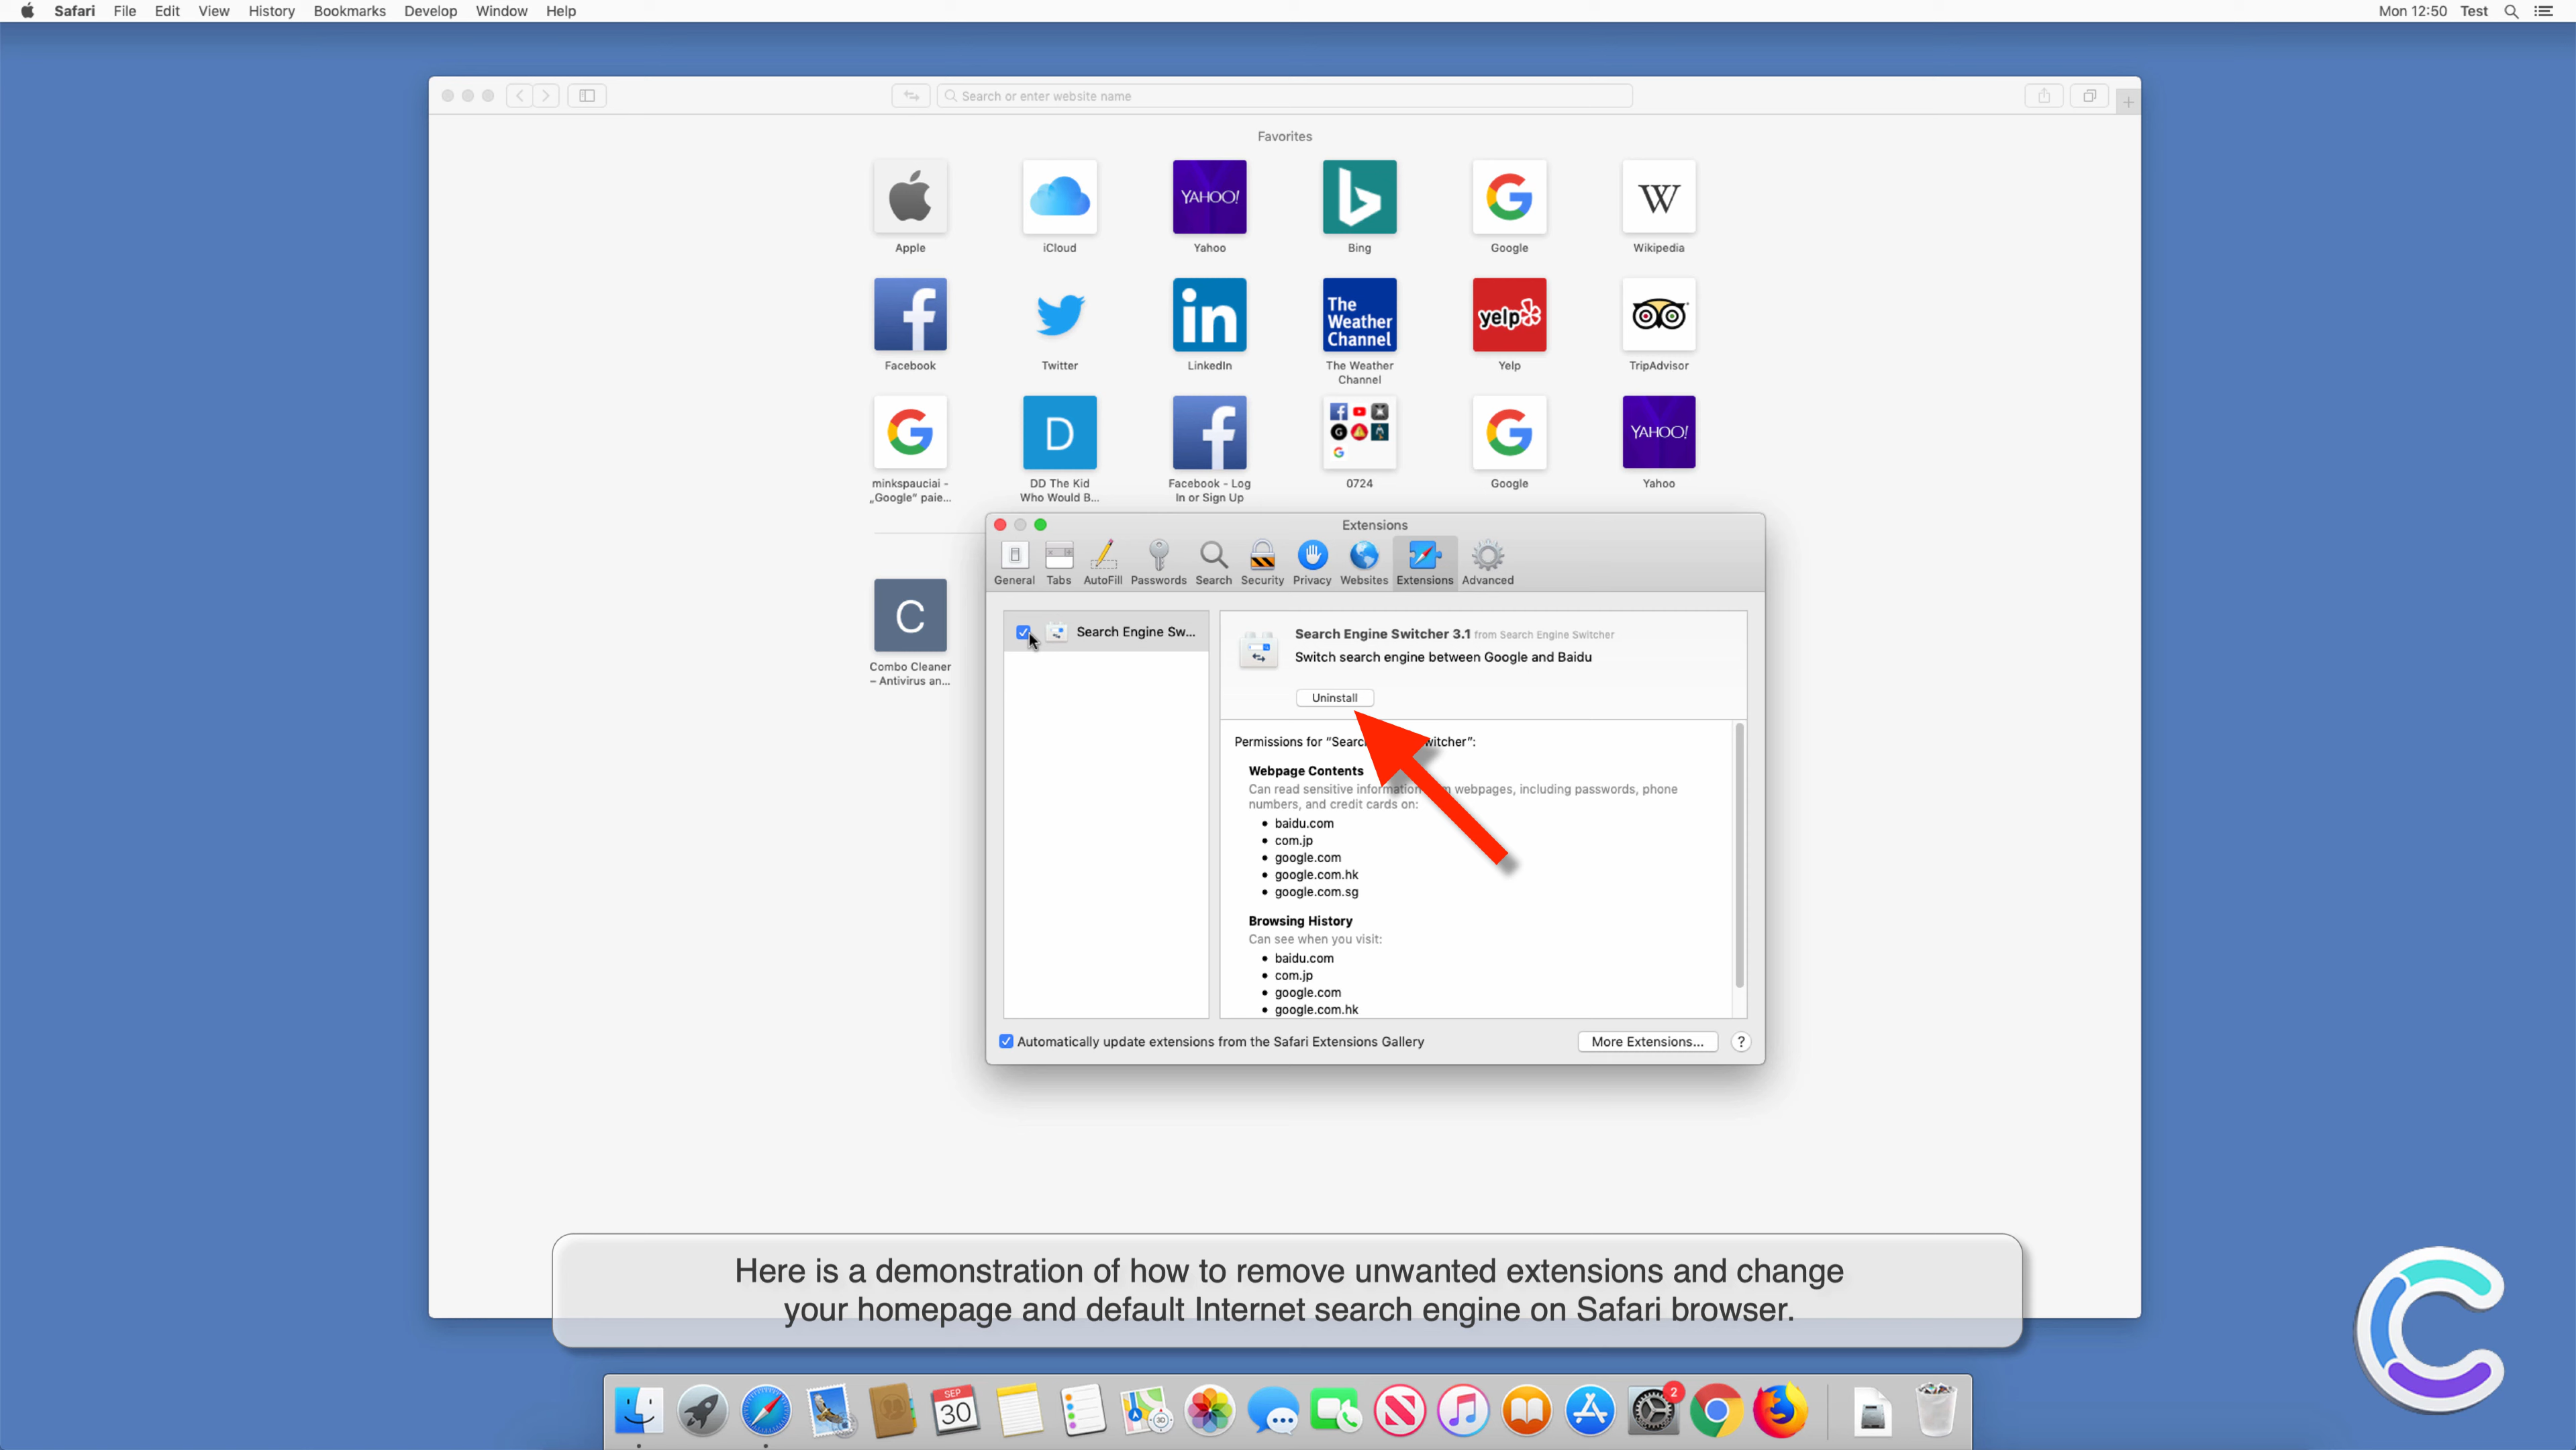 Safari File Edit View History Bookmarks Develop Window Help
Mon 12:50 Test
Search or enter website name
Favorites
YAHOO!
W
Apple iCloud Yahoo Bing Google Wikipedia
in
The
Weather
Channel
yelp
Facebook Twitter LinkedIn The Weather
Channel
Yelp TripAdvisor
D
YAHOO!
minkspauciai -
„Google“ paie...
DD The Kid
Who Would B...
Facebook - Log
In or Sign Up
0724
Google
Yahoo
C
Combo Cleaner
– Antivirus an...
Extensions
General Tabs AutoFill Passwords Search Security Privacy Websites Extensions Advanced
Search Engine Sw...
Search Engine Switcher 3.1 from Search Engine Switcher
Switch search engine between Google and Baidu
Uninstall
Permissions for “Searc witcher”:
Webpage Contents
Can read sensitive information webpages, including passwords, phone
numbers, and credit cards on:
• baidu.com
• com.jp
• google.com
• google.com.hk
• google.com.sg
Browsing History
Can see when you visit:
• baidu.com
• com.jp
• google.com
• google.com.hk
Automatically update extensions from the Safari Extensions Gallery
More Extensions...
?
Here is a demonstration of how to remove unwanted extensions and change
your homepage and default Internet search engine on Safari browser.
SEP
30
3D
2